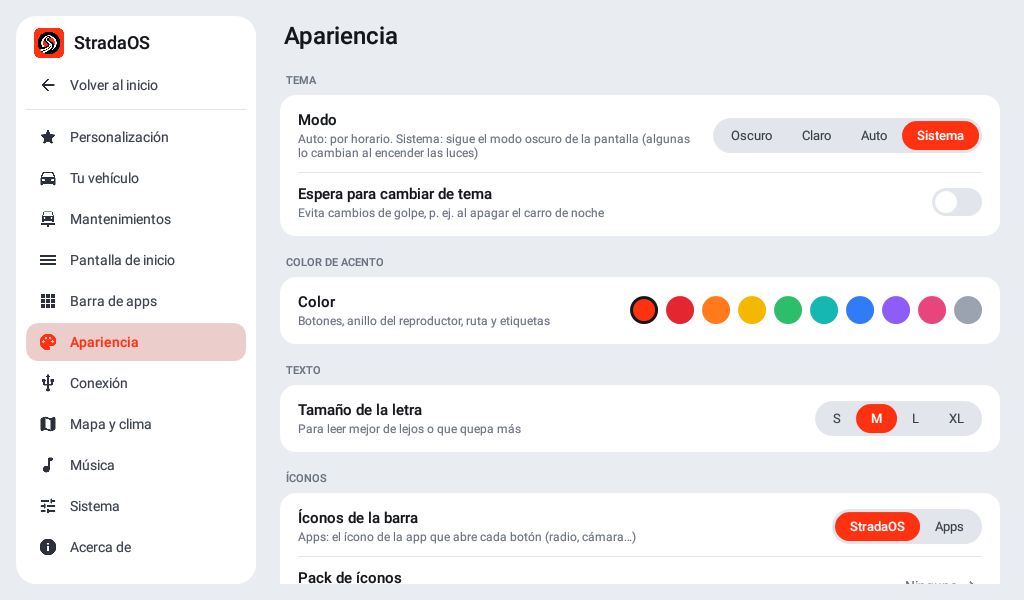 StradaOS
Volver al inicio
Personalización
Tu vehículo
Mantenimientos
Pantalla de inicio
Barra de apps
Apariencia
Conexión
Mapa y clima
Música
Sistema
Acerca de
Apariencia
TEMA
Modo
Auto: por horario. Sistema: sigue el modo oscuro de la pantalla (algunas
lo cambian al encender las luces)
Oscuro Claro Auto Sistema
Espera para cambiar de tema
Evita cambios de golpe, p. ej. al apagar el carro de noche
COLOR DE ACENTO
Color
Botones, anillo del reproductor, ruta y etiquetas
TEXTO
Tamaño de la letra
Para leer mejor de lejos o que quepa más
S M L XL
ÍCONOS
Íconos de la barra
Apps: el ícono de la app que abre cada botón (radio, cámara…)
StradaOS Apps
Pack de íconos